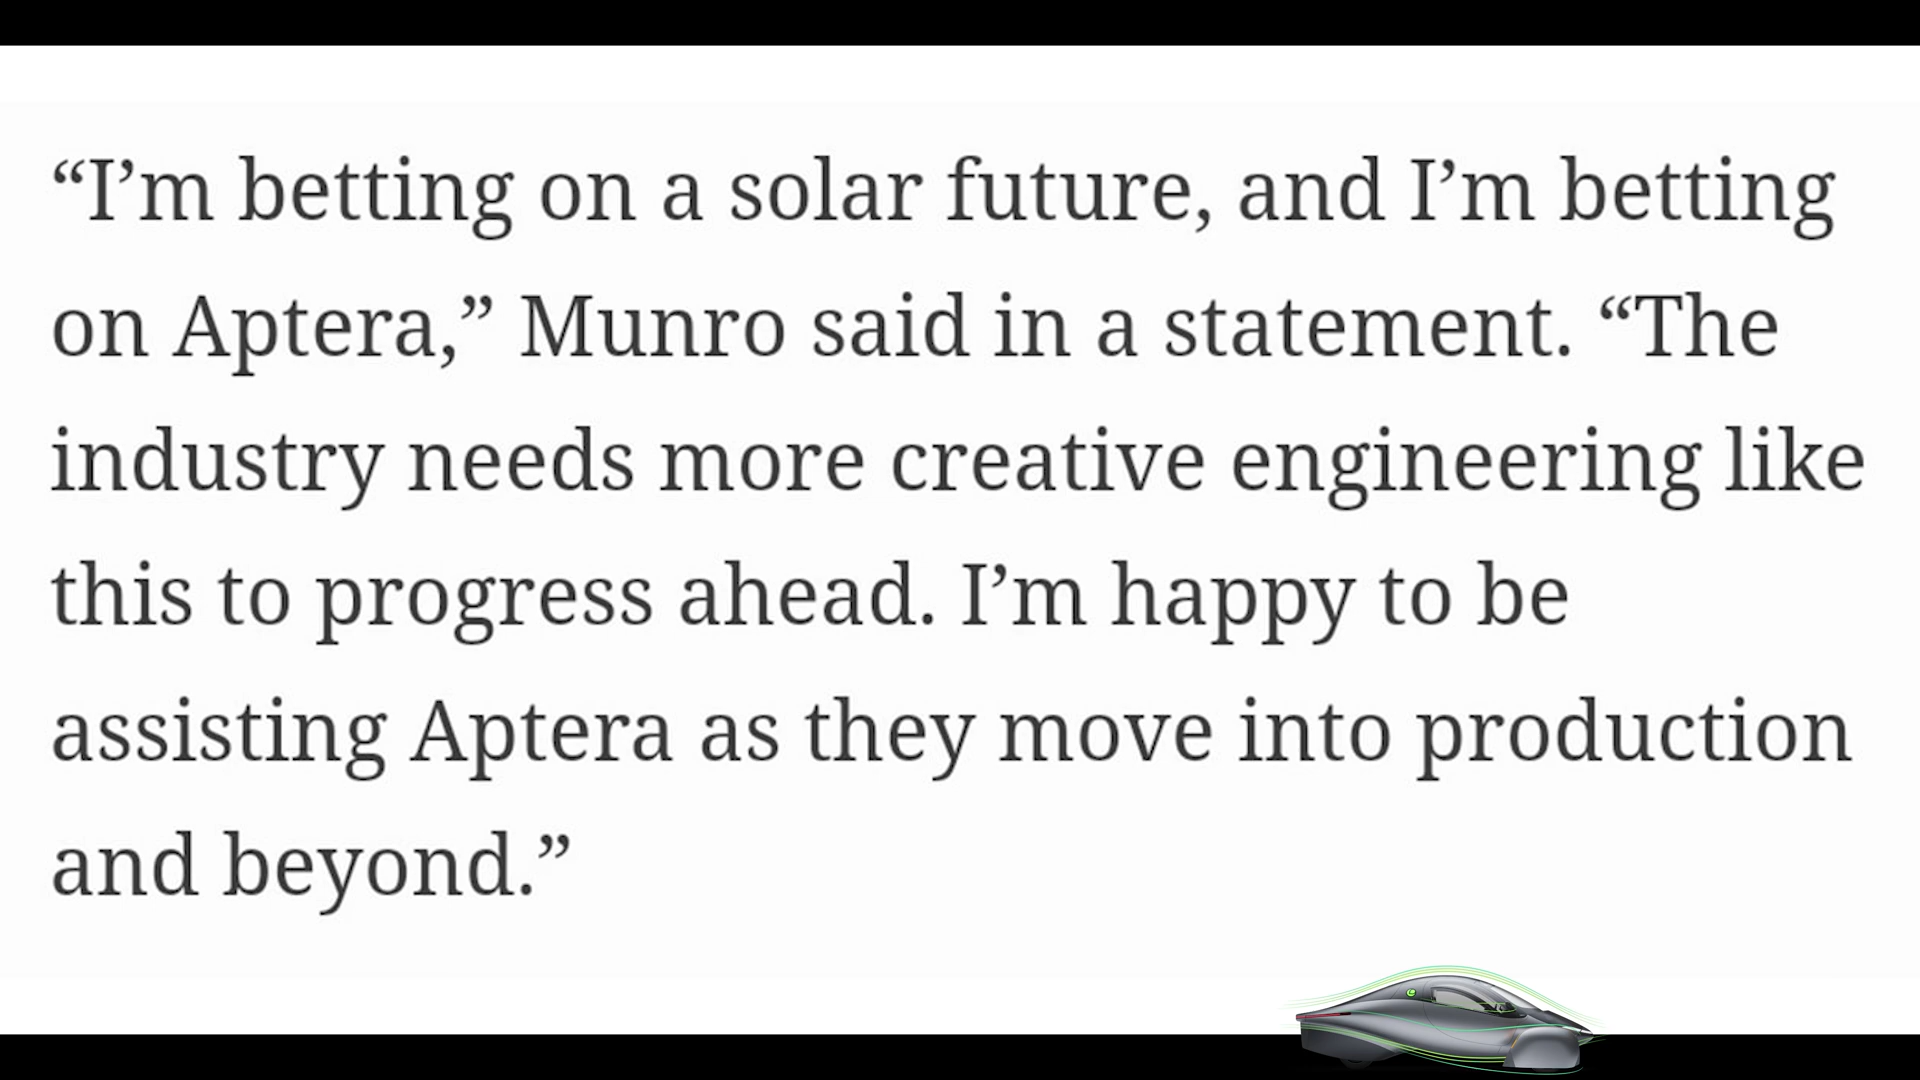 “I’m betting on a solar future, and I’m betting
on Aptera,” Munro said in a statement. “The
industry needs more creative engineering like
this to progress ahead. I’m happy to be
assisting Aptera as they move into production
and beyond.”